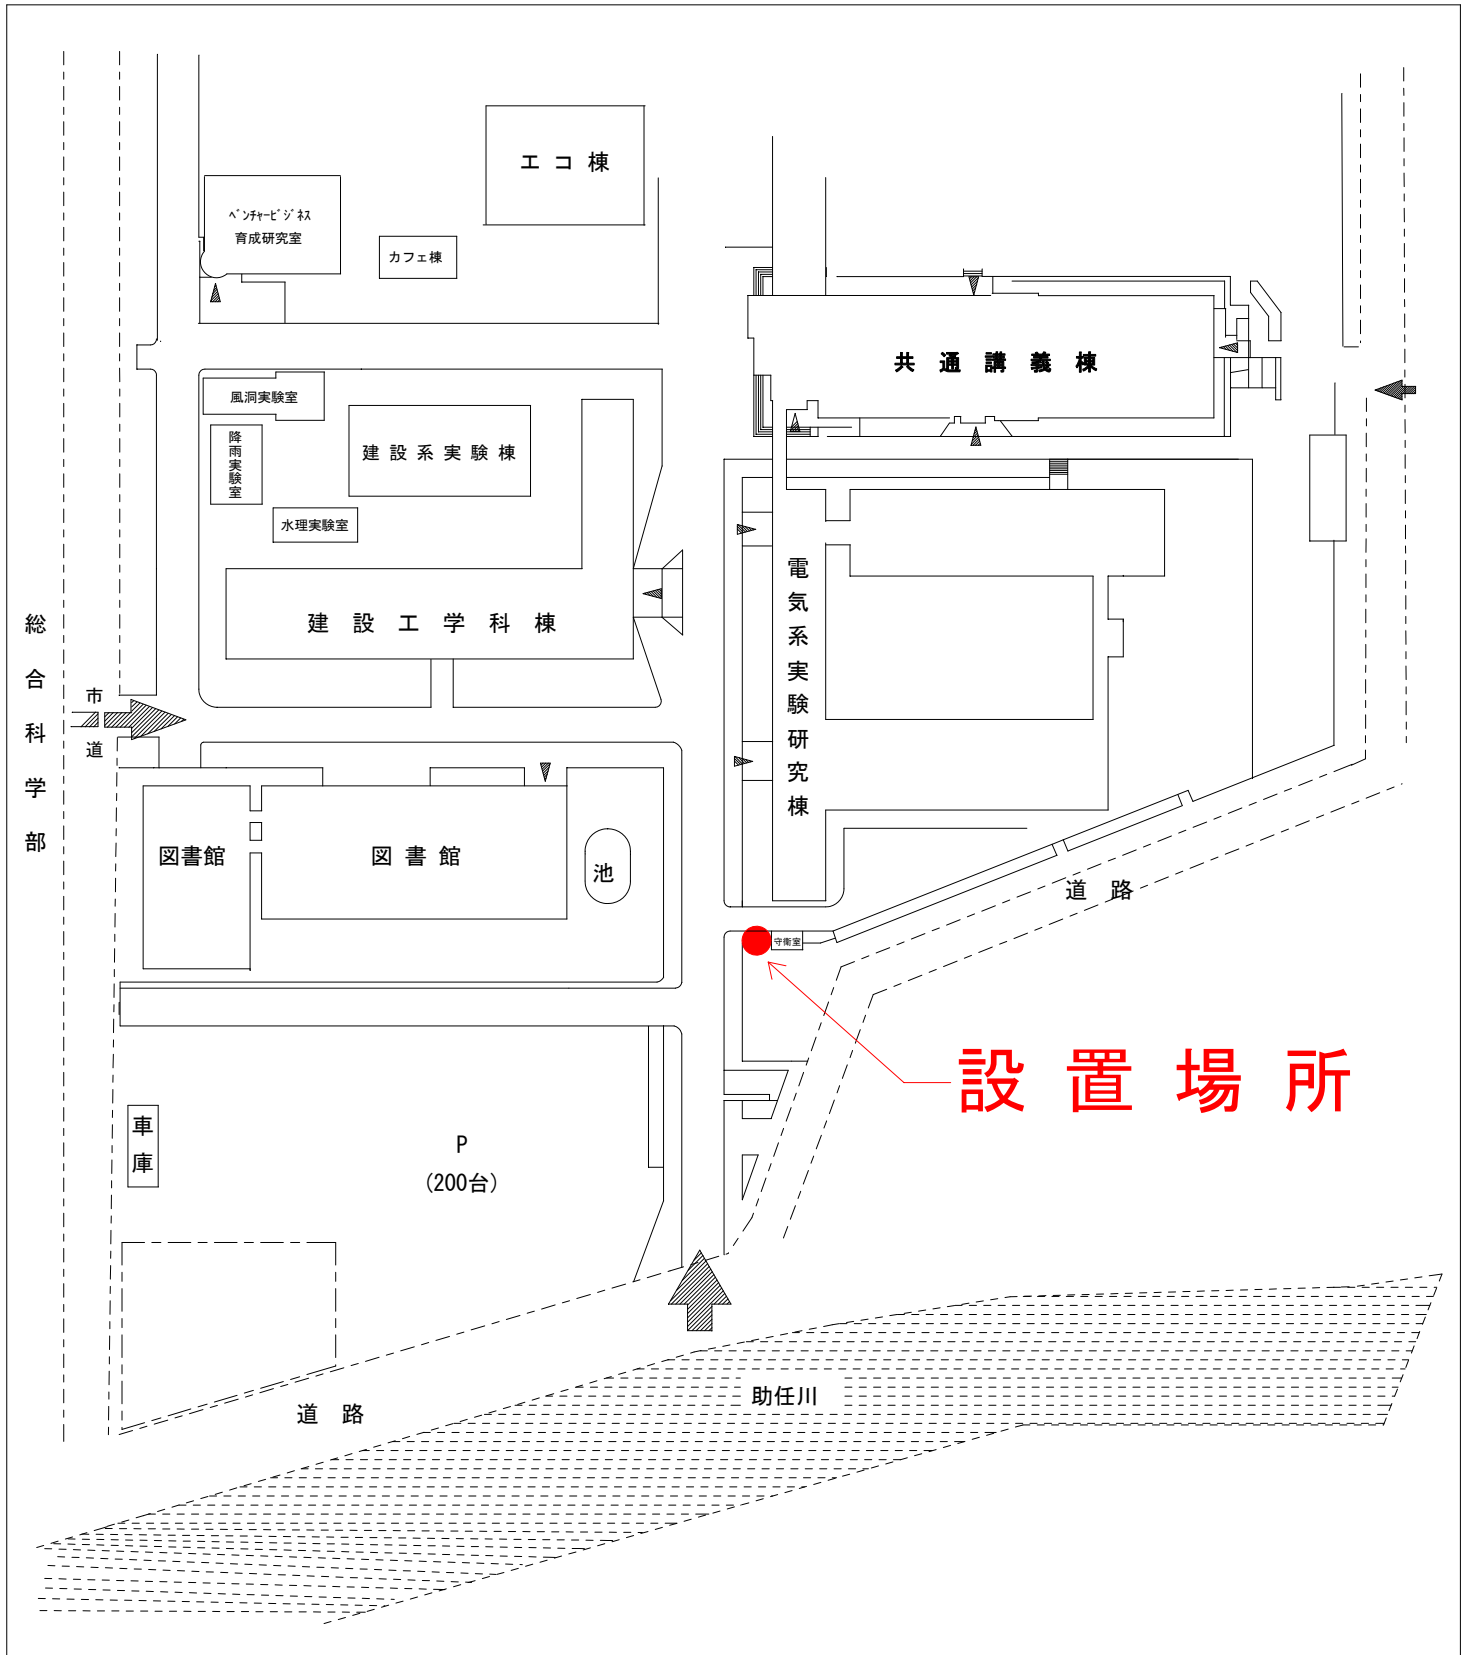 エコ棟
ベンチャービジネス
育成研究室
カフェ棟
共通講義棟
風洞実験室
降雨実験室
建設系実験棟
水理実験室
建設工学科棟
電気系実験研究棟
総合科学部
市道
図書館
図書館
池
道路
守衛室
設置場所
車庫
P
(200台)
助任川
道路